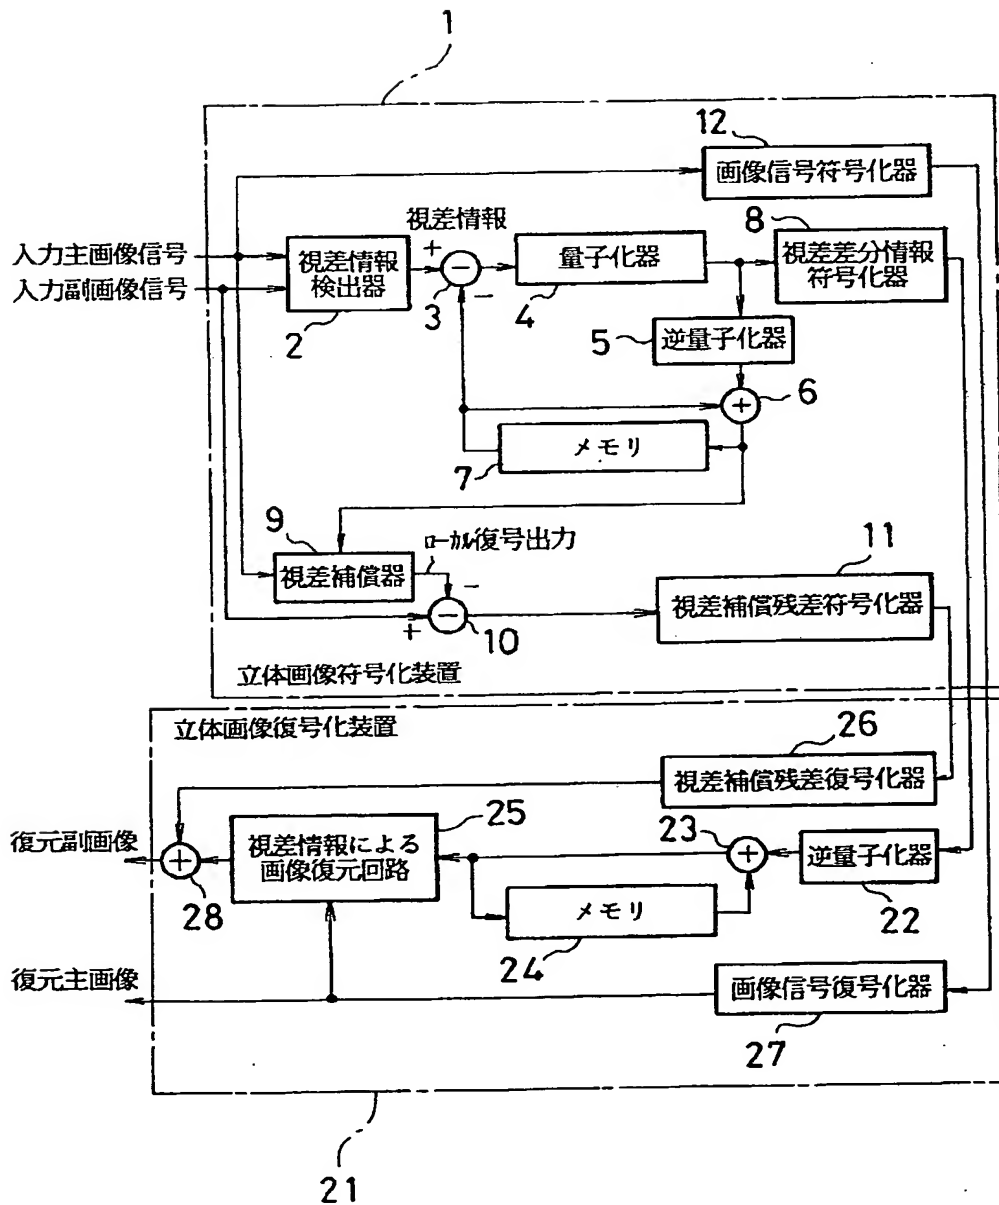 1
12
画像信号符号化器
視差情報
8
入力主画像信号
入力副画像信号
視差情報
検出器
+
−
−
量子化器
視差差分情報
符号化器
2
3
4
5
逆量子化器
+
6
メモリ
7
9
ローカル復号出力
11
視差補償器
−
−
+
10
視差補償残差符号化器
立体画像符号化装置
立体画像復号化装置
26
視差補償残差復号化器
25
23
復元副画像
+
28
視差情報による
画像復元回路
+
逆量子化器
22
メモリ
24
復元主画像
画像信号復号化器
27
21